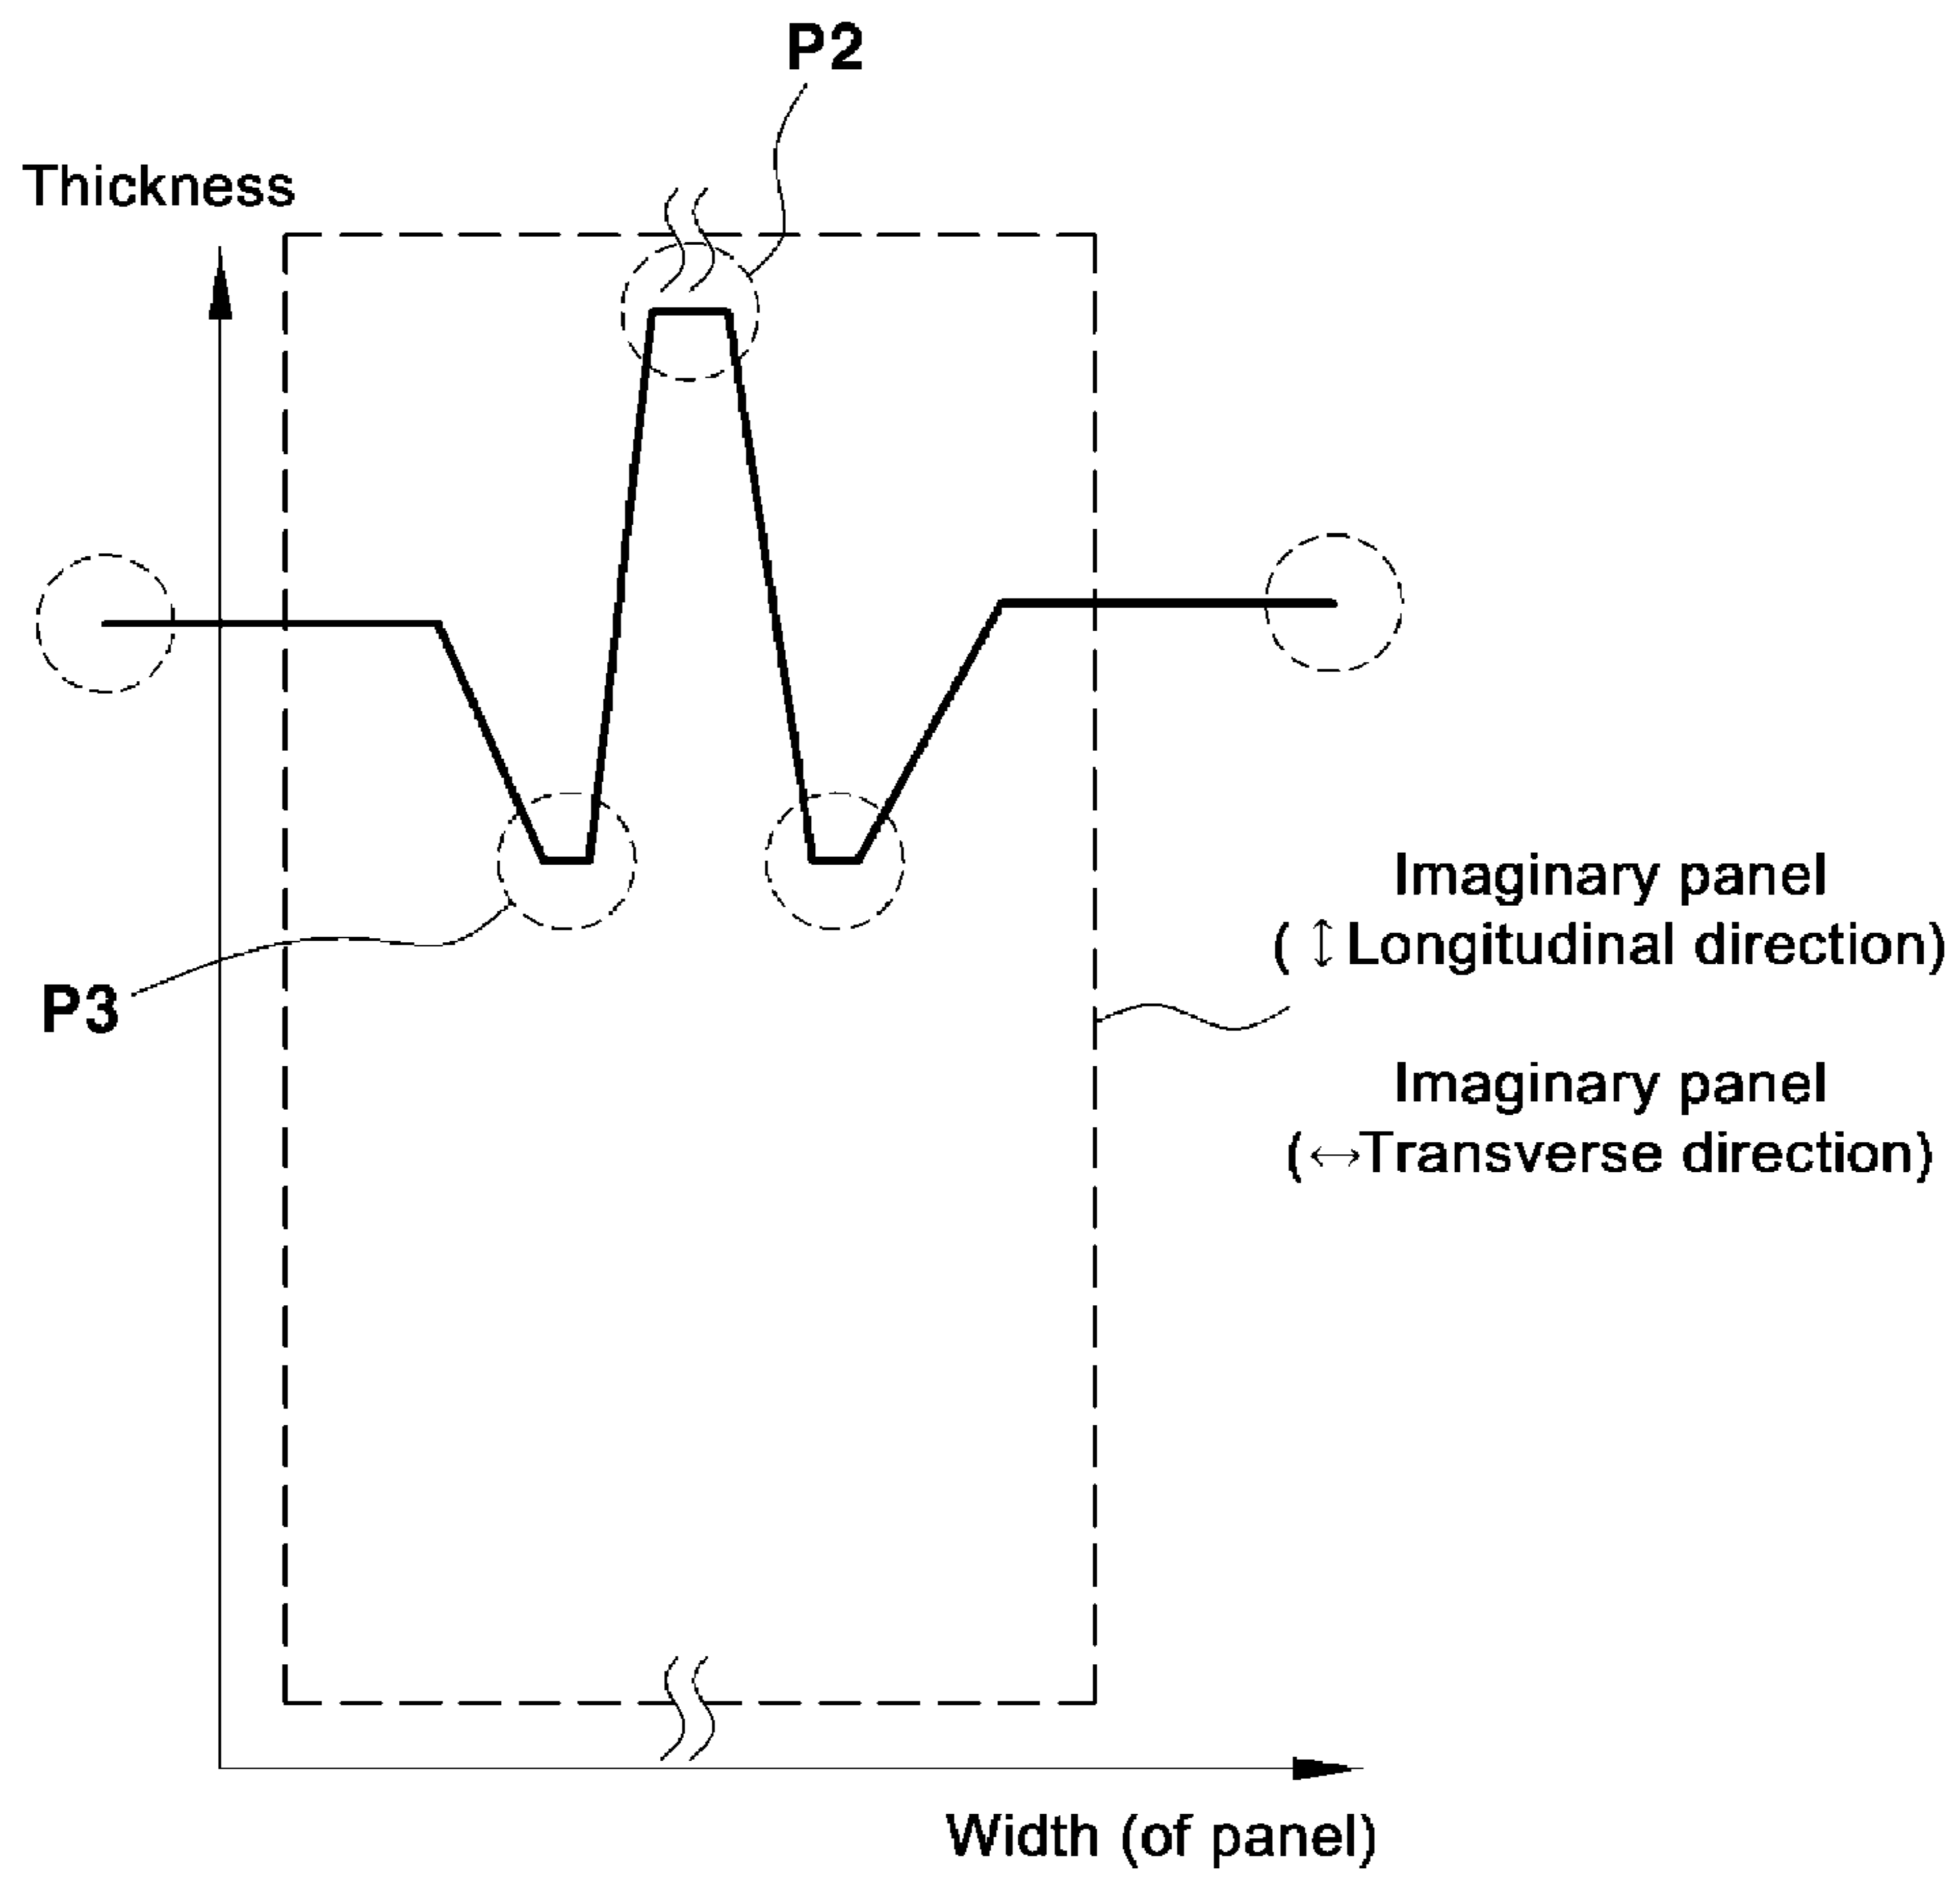 P2
Thickness
Imaginary panel
(↕Longitudinal direction)
P3
Imaginary panel
(↔Transverse direction)
Width (of panel)